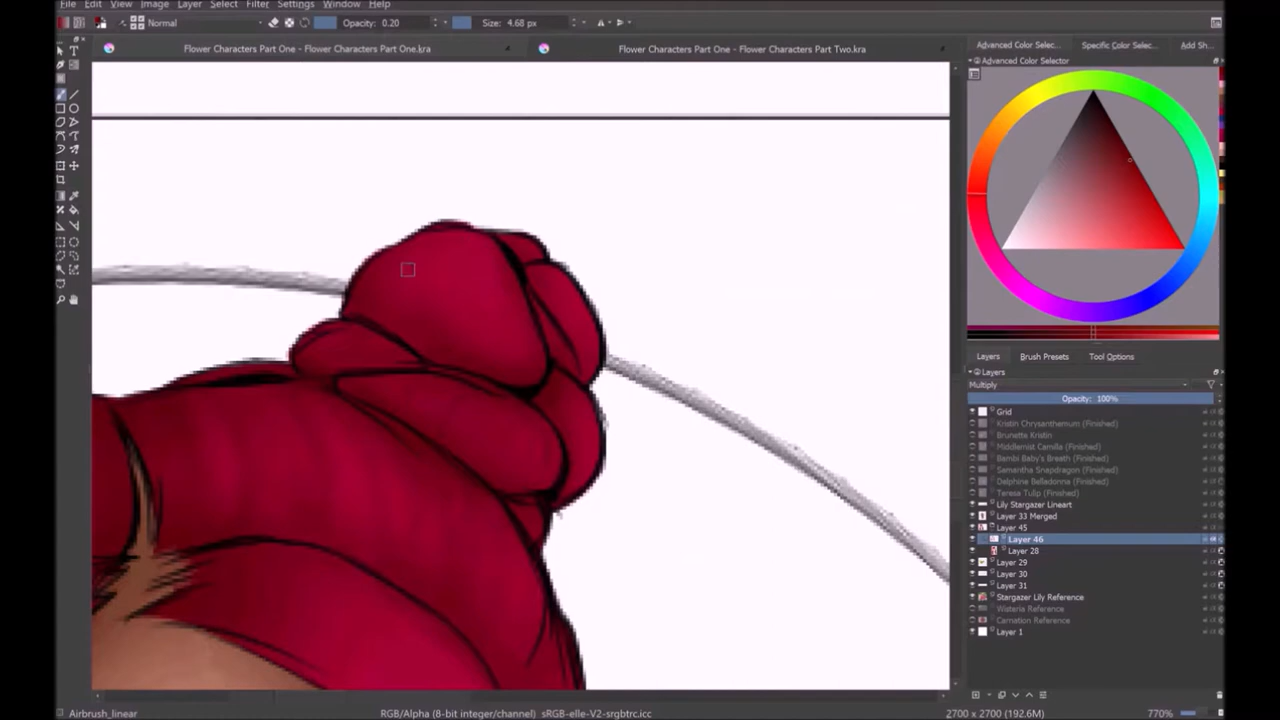 File Edit View Image Layer Select Filter Settings Window Help
Normal Opacity: 0.20 Size: 4.68 px
Flower Characters Part One - Flower Characters Part One.kra
Flower Characters Part One - Flower Characters Part Two.kra
Advanced Color Selec... Specific Color Selec... Add Sh...
Advanced Color Selector
Layers Brush Presets Tool Options
Layers
Multiply
Opacity: 100%
Grid
Kristin Chrysanthemum (Finished)
Brunette Kristin
Middlemist Camilla (Finished)
Bambi Baby's Breath (Finished)
Samantha Snapdragon (Finished)
Delphine Belladonna (Finished)
Teresa Tulip (Finished)
Lily Stargazer Lineart
Layer 33 Merged
Layer 45
Layer 46
Layer 28
Layer 29
Layer 30
Layer 31
Stargazer Lily Reference
Wisteria Reference
Carnation Reference
Layer 1
Airbrush_linear RGB/Alpha (8-bit integer/channel) sRGB-elle-V2-srgbtrc.icc 2700 x 2700 (192.6M) 770%